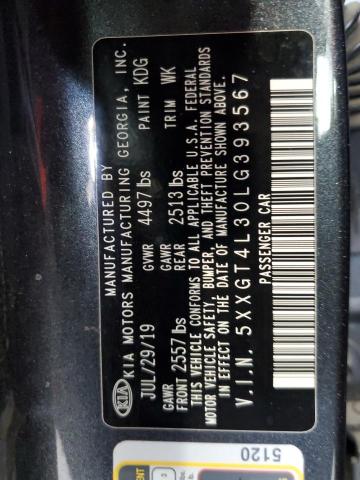 KIA
MANUFACTURED BY
KIA MOTORS MANUFACTURING GEORGIA, INC.
JUL/29/19 GVWR 4497 lbs PAINT KDG
GAWR FRONT 2557 lbs GAWR REAR 2513 lbs TRIM WK
THIS VEHICLE CONFORMS TO ALL APPLICABLE U.S.A. FEDERAL
MOTOR VEHICLE SAFETY, BUMPER, AND THEFT PREVENTION STANDARDS
IN EFFECT ON THE DATE OF MANUFACTURE SHOWN ABOVE.
V.I.N. 5XXGT4L30LG393567
PASSENGER CAR
5120